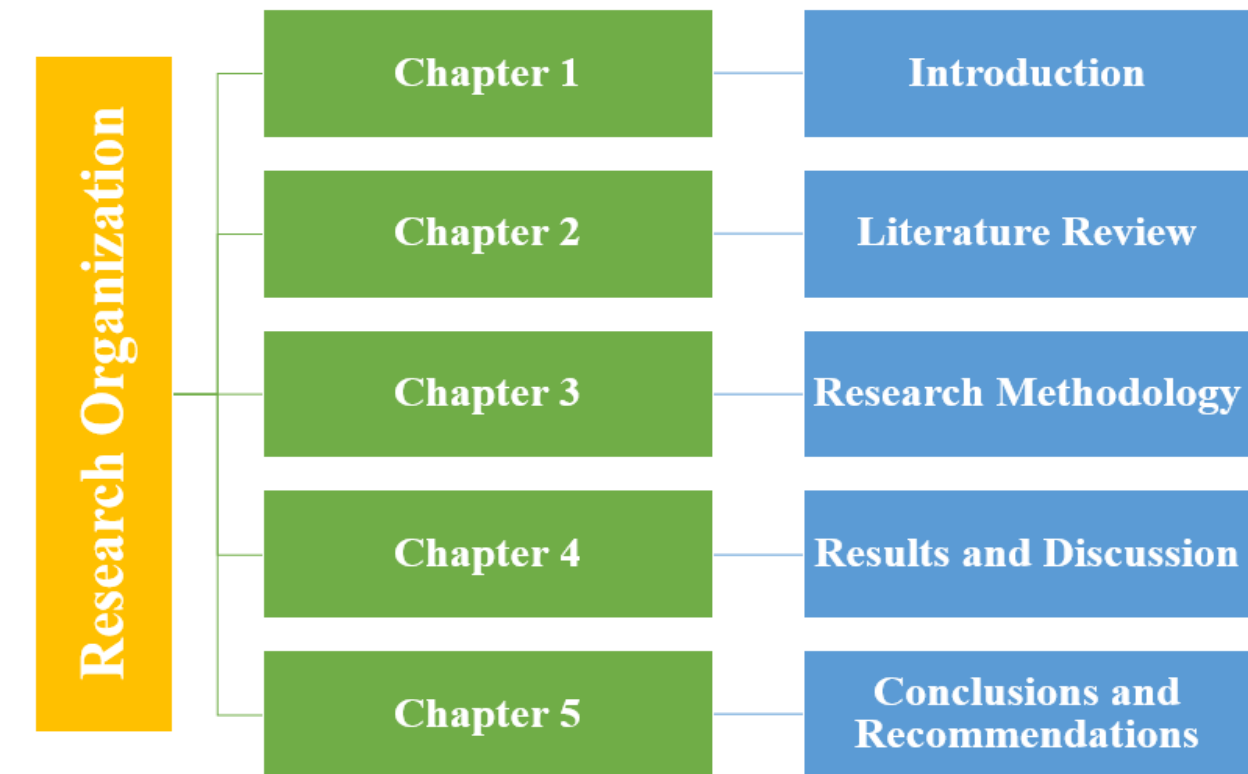 Research Organization
Chapter 1
Introduction
Chapter 2
Literature Review
Chapter 3
Research Methodology
Chapter 4
Results and Discussion
Chapter 5
Conclusions and
Recommendations